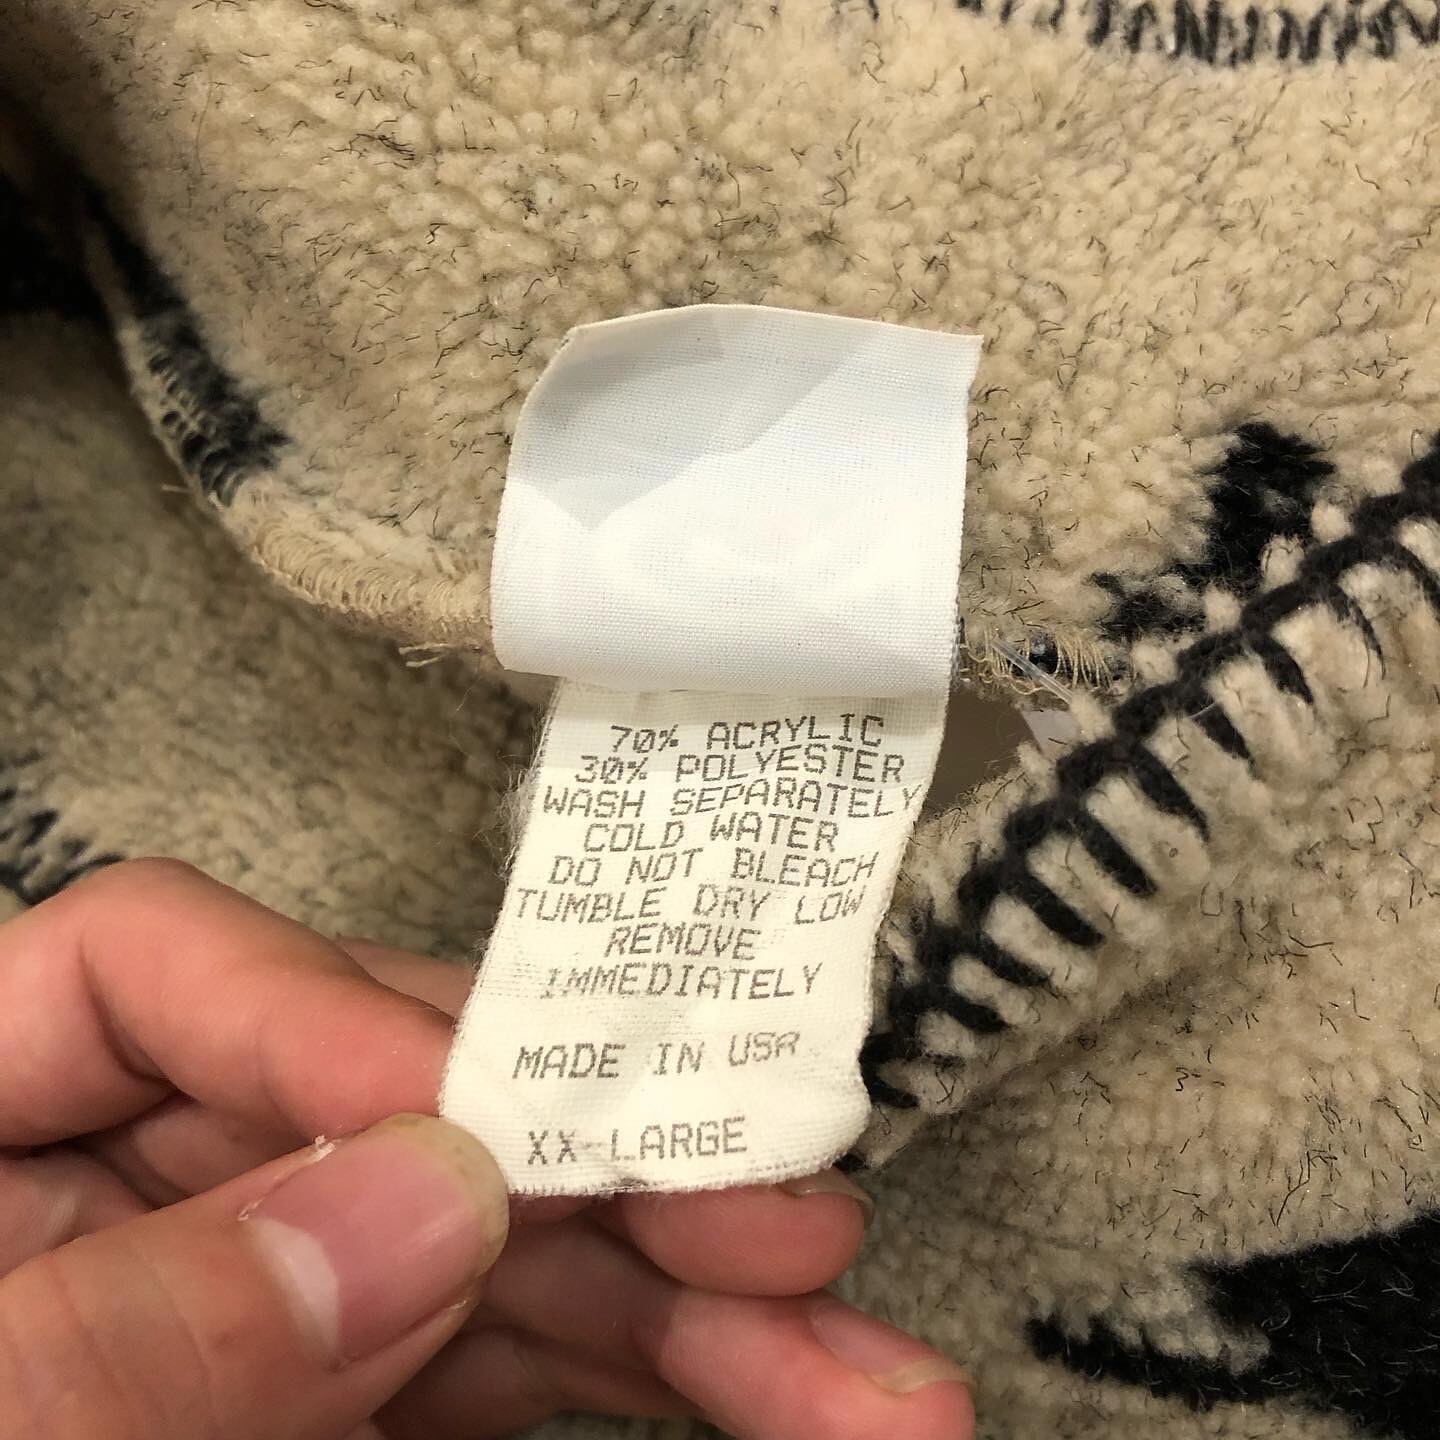 70% ACRYLIC
30% POLYESTER
WASH SEPARATELY
COLD WATER
DO NOT BLEACH
TUMBLE DRY LOW
REMOVE
IMMEDIATELY
MADE IN USA
XX-LARGE